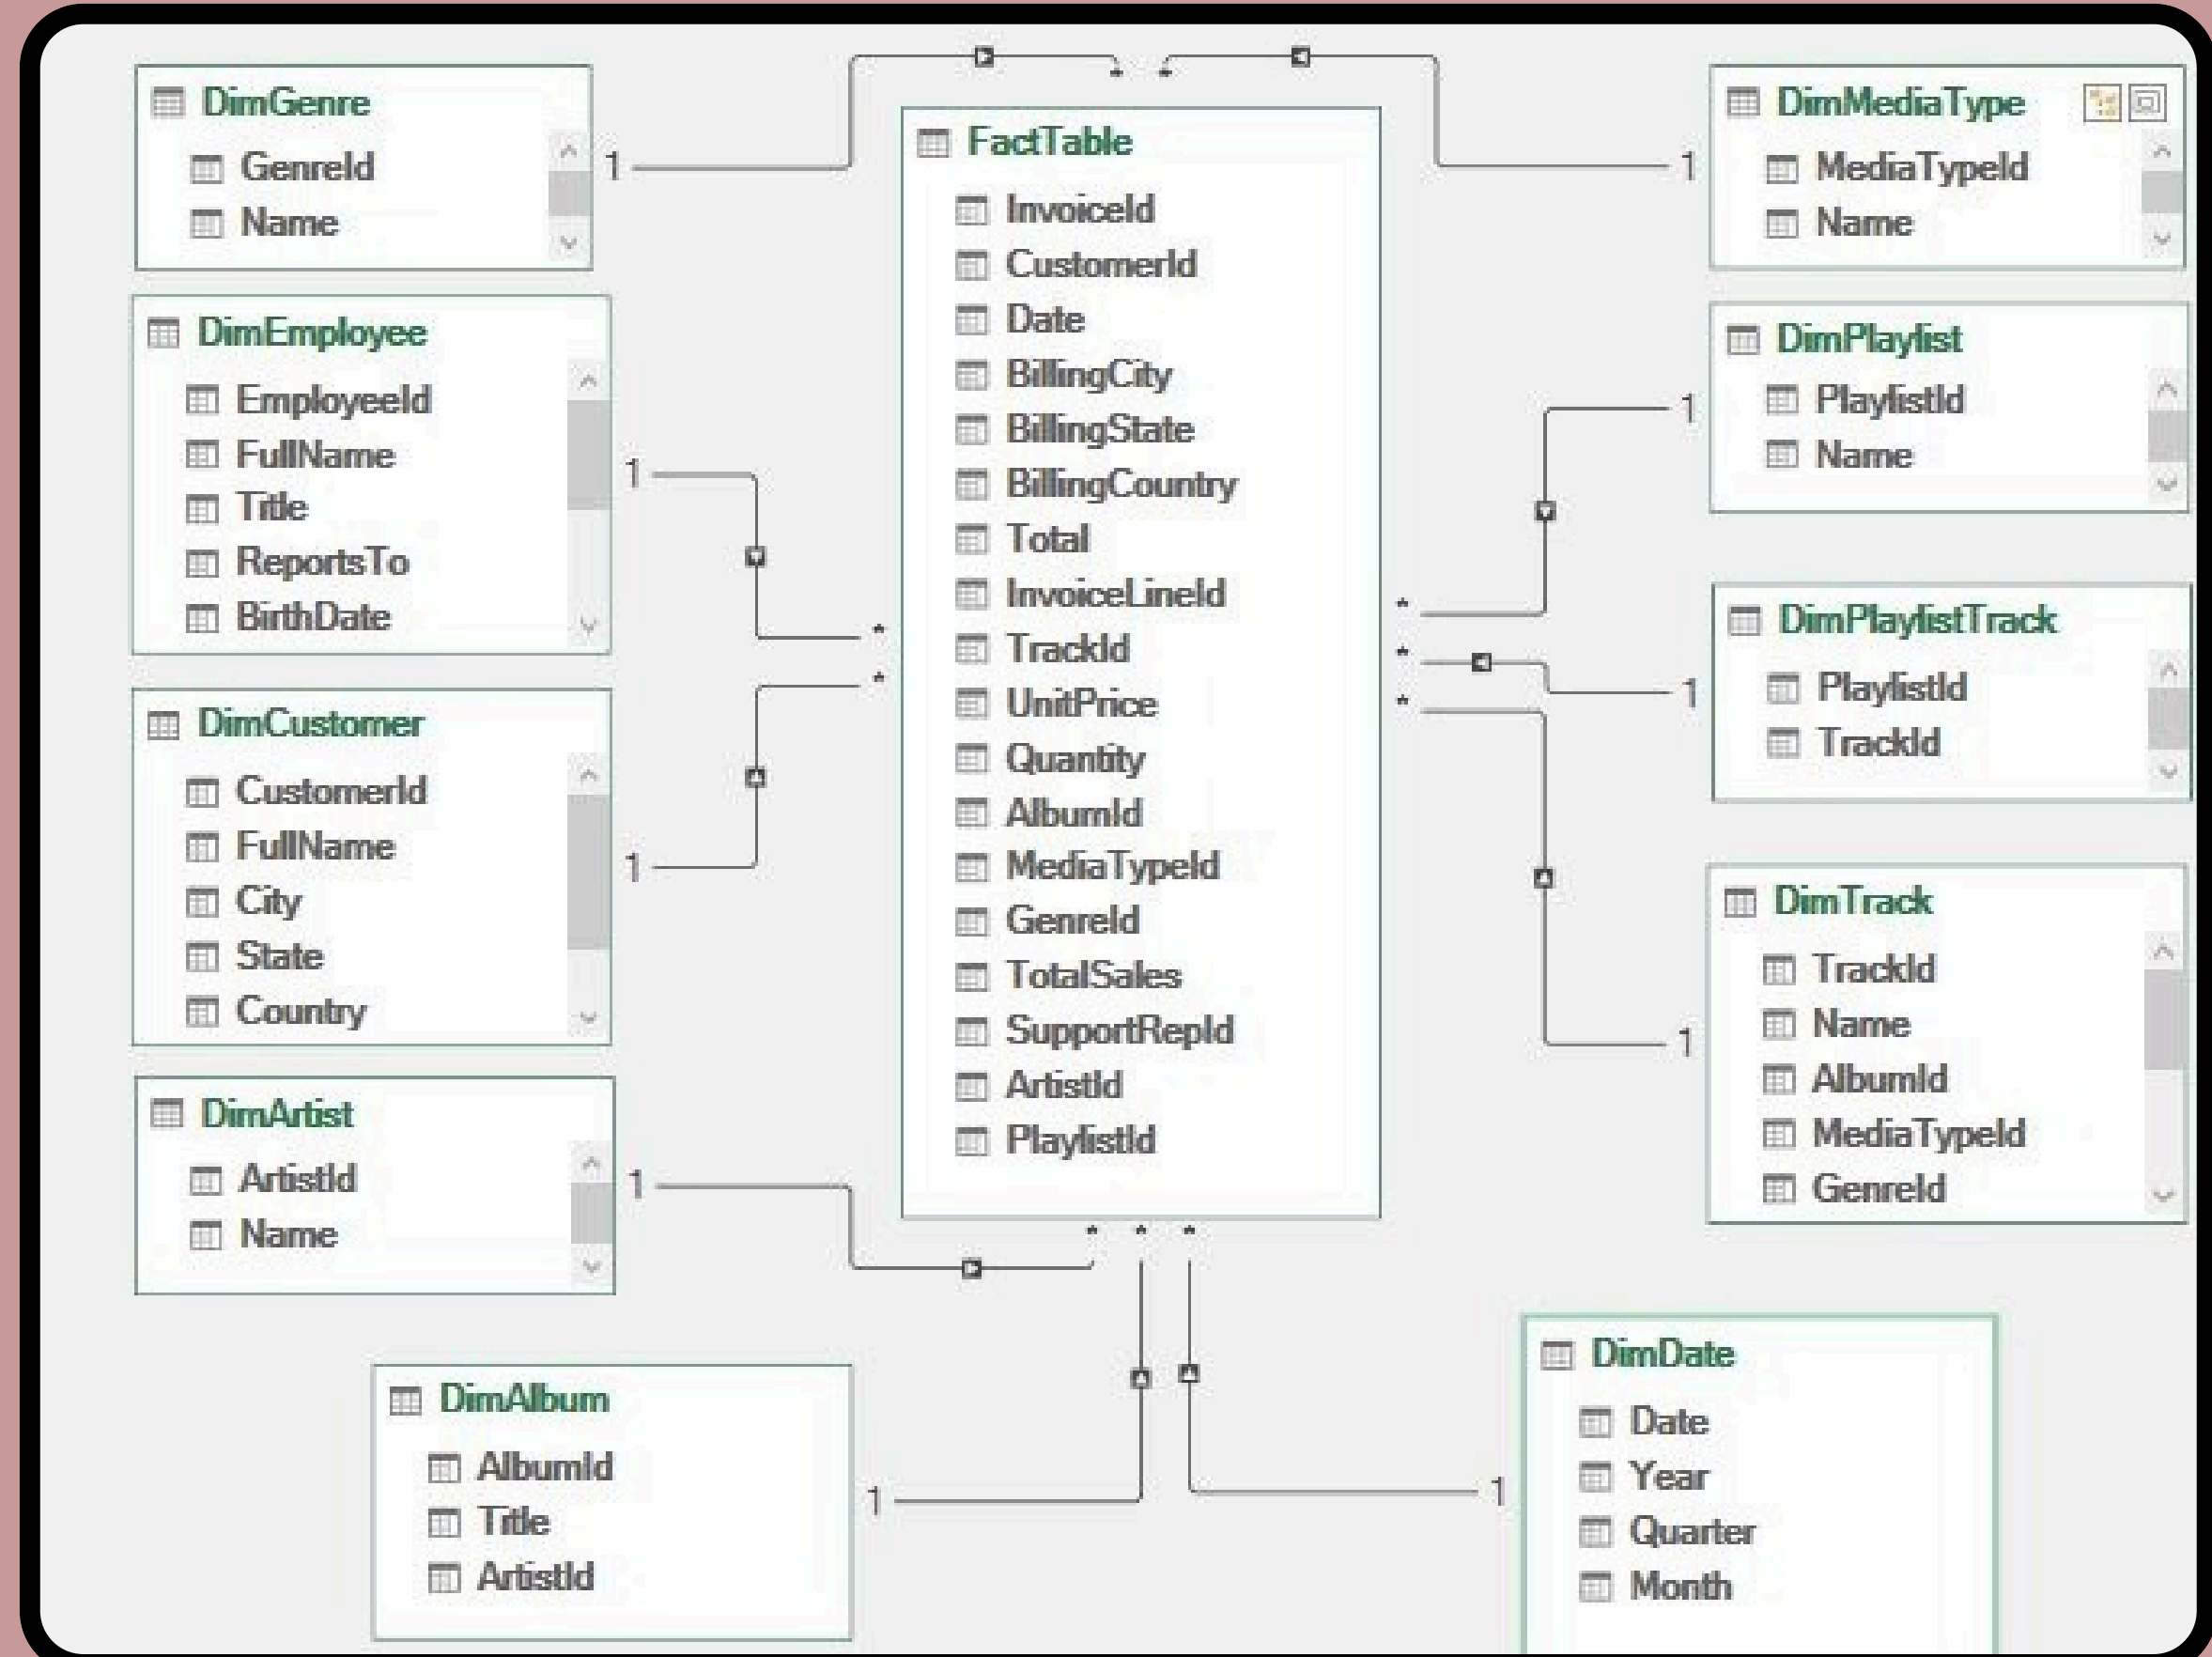 DimGenre
GenreId
Name
1
DimEmployee
EmployeeId
FullName
Title
ReportsTo
BirthDate
1
DimCustomer
CustomerId
FullName
City
State
Country
1
DimArtist
ArtistId
Name
1
DimAlbum
AlbumId
Title
ArtistId
1
* *
FactTable
InvoiceId
CustomerId
Date
BillingCity
BillingState
BillingCountry
Total
InvoiceLineId
TrackId
UnitPrice
Quantity
AlbumId
MediaTypeId
GenreId
TotalSales
SupportRepId
ArtistId
PlaylistId
*
*
*
*
*
* * *
DimMediaType
MediaTypeId
Name
1
DimPlaylist
PlaylistId
Name
1
DimPlaylistTrack
PlaylistId
TrackId
1
DimTrack
TrackId
Name
AlbumId
MediaTypeId
GenreId
1
DimDate
Date
Year
Quarter
Month
1